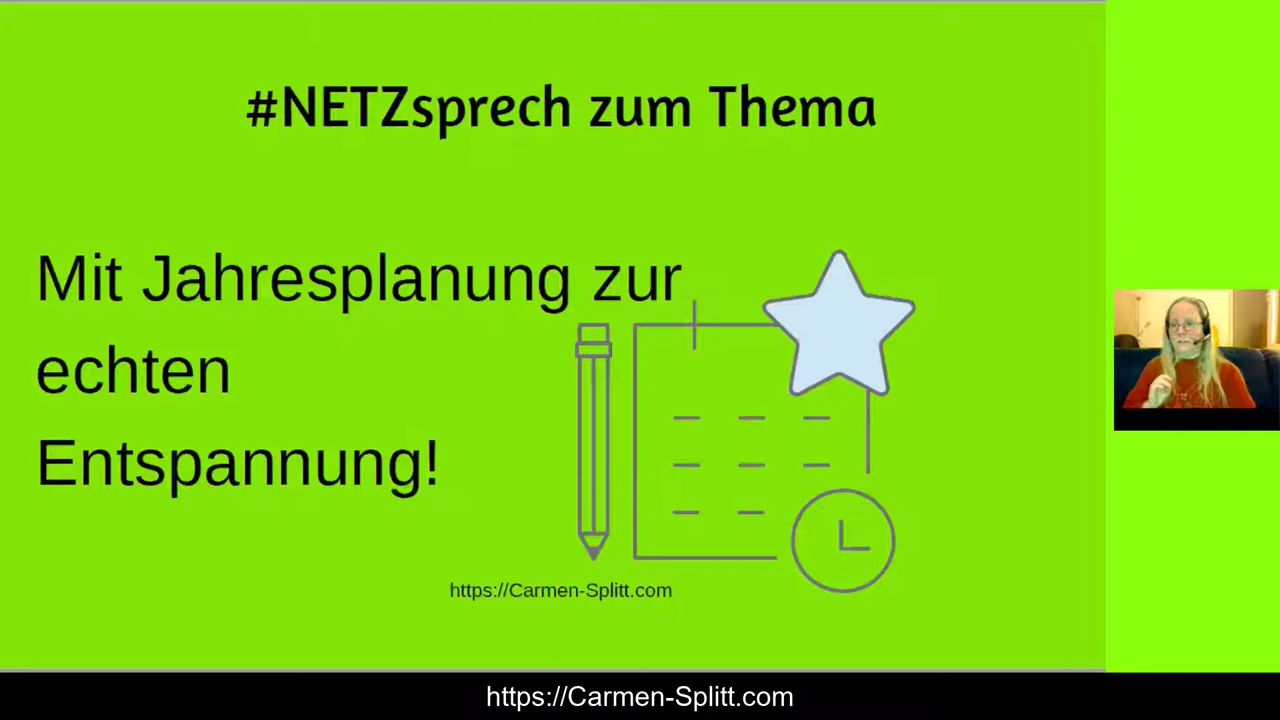 #NETZsprech zum Thema
Mit Jahresplanung zur
echten
Entspannung!
https://Carmen-Splitt.com
https://Carmen-Splitt.com